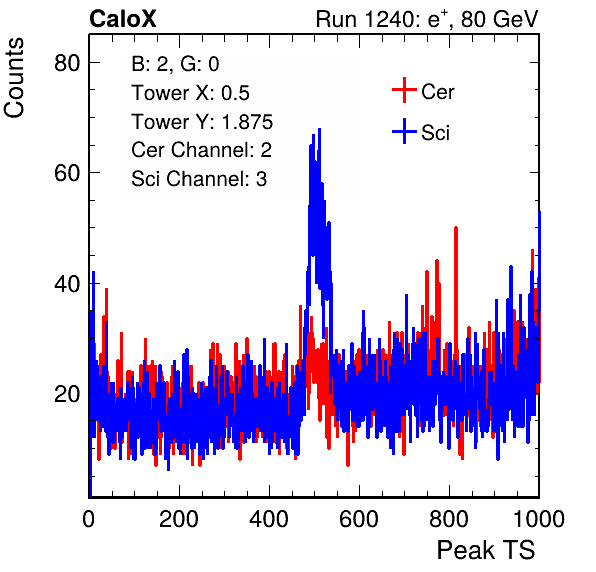 CaloX Run 1240: e⁺, 80 GeV
Counts
B: 2, G: 0
Tower X: 0.5
Tower Y: 1.875
Cer Channel: 2
Sci Channel: 3
Cer
Sci
80
60
40
20
0 200 400 600 800 1000
Peak TS